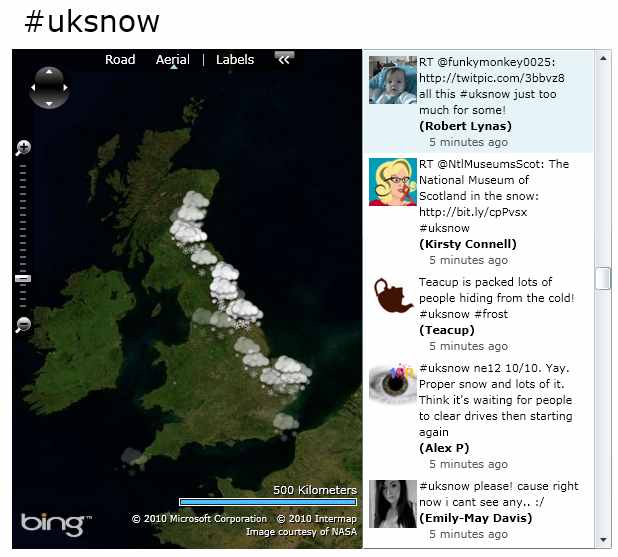 #uksnow
Road Aerial | Labels <<
RT @funkymonkey0025:
http://twitpic.com/3bbvz8
all this #uksnow just too
much for some!
(Robert Lynas)
5 minutes ago
RT @NtlMuseumsScot: The
National Museum of
Scotland in the snow:
http://bit.ly/cpPvsx
#uksnow
(Kirsty Connell)
5 minutes ago
Teacup is packed lots of
people hiding from the cold!
#uksnow #frost
(Teacup)
5 minutes ago
#uksnow ne12 10/10. Yay.
Proper snow and lots of it.
Think it's waiting for people
to clear drives then starting
again
(Alex P)
5 minutes ago
#uksnow please! cause right
now i cant see any.. :/
(Emily-May Davis)
5 minutes ago
500 Kilometers
bing™
© 2010 Microsoft Corporation © 2010 Intermap
Image courtesy of NASA